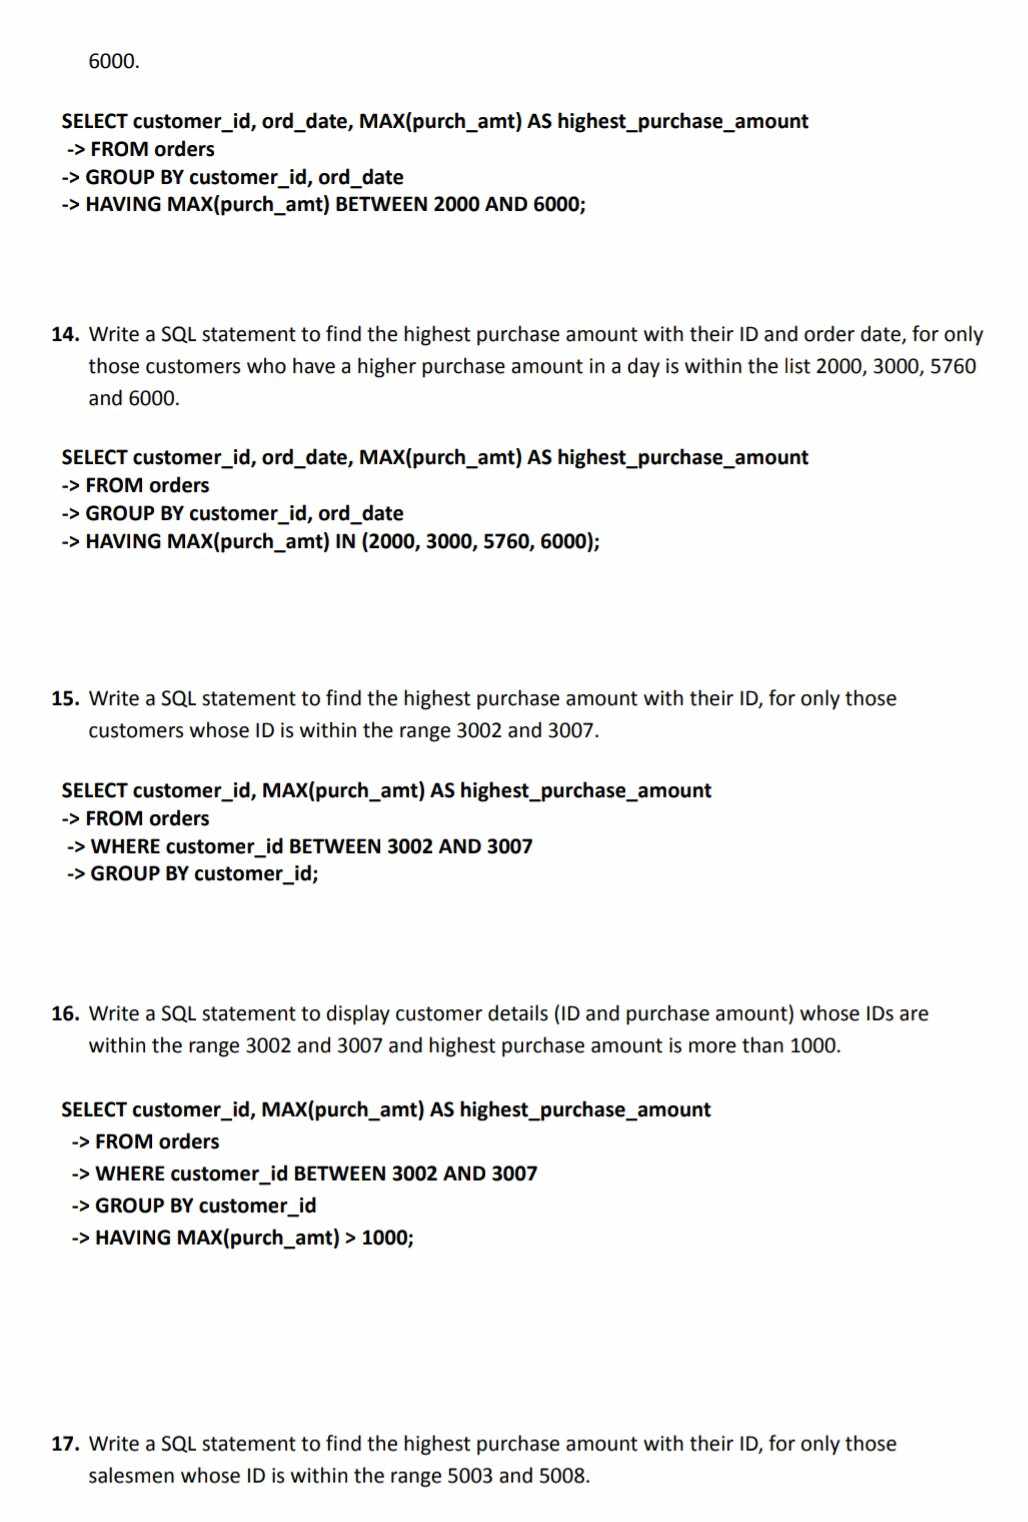 6000.
SELECT customer_id, ord_date, MAX(purch_amt) AS highest_purchase_amount
-> FROM orders
-> GROUP BY customer_id, ord_date
-> HAVING MAX(purch_amt) BETWEEN 2000 AND 6000;
14. Write a SQL statement to find the highest purchase amount with their ID and order date, for only
those customers who have a higher purchase amount in a day is within the list 2000, 3000, 5760
and 6000.
SELECT customer_id, ord_date, MAX(purch_amt) AS highest_purchase_amount
-> FROM orders
-> GROUP BY customer_id, ord_date
-> HAVING MAX(purch_amt) IN (2000, 3000, 5760, 6000);
15. Write a SQL statement to find the highest purchase amount with their ID, for only those
customers whose ID is within the range 3002 and 3007.
SELECT customer_id, MAX(purch_amt) AS highest_purchase_amount
-> FROM orders
-> WHERE customer_id BETWEEN 3002 AND 3007
-> GROUP BY customer_id;
16. Write a SQL statement to display customer details (ID and purchase amount) whose IDs are
within the range 3002 and 3007 and highest purchase amount is more than 1000.
SELECT customer_id, MAX(purch_amt) AS highest_purchase_amount
-> FROM orders
-> WHERE customer_id BETWEEN 3002 AND 3007
-> GROUP BY customer_id
-> HAVING MAX(purch_amt) > 1000;
17. Write a SQL statement to find the highest purchase amount with their ID, for only those
salesmen whose ID is within the range 5003 and 5008.